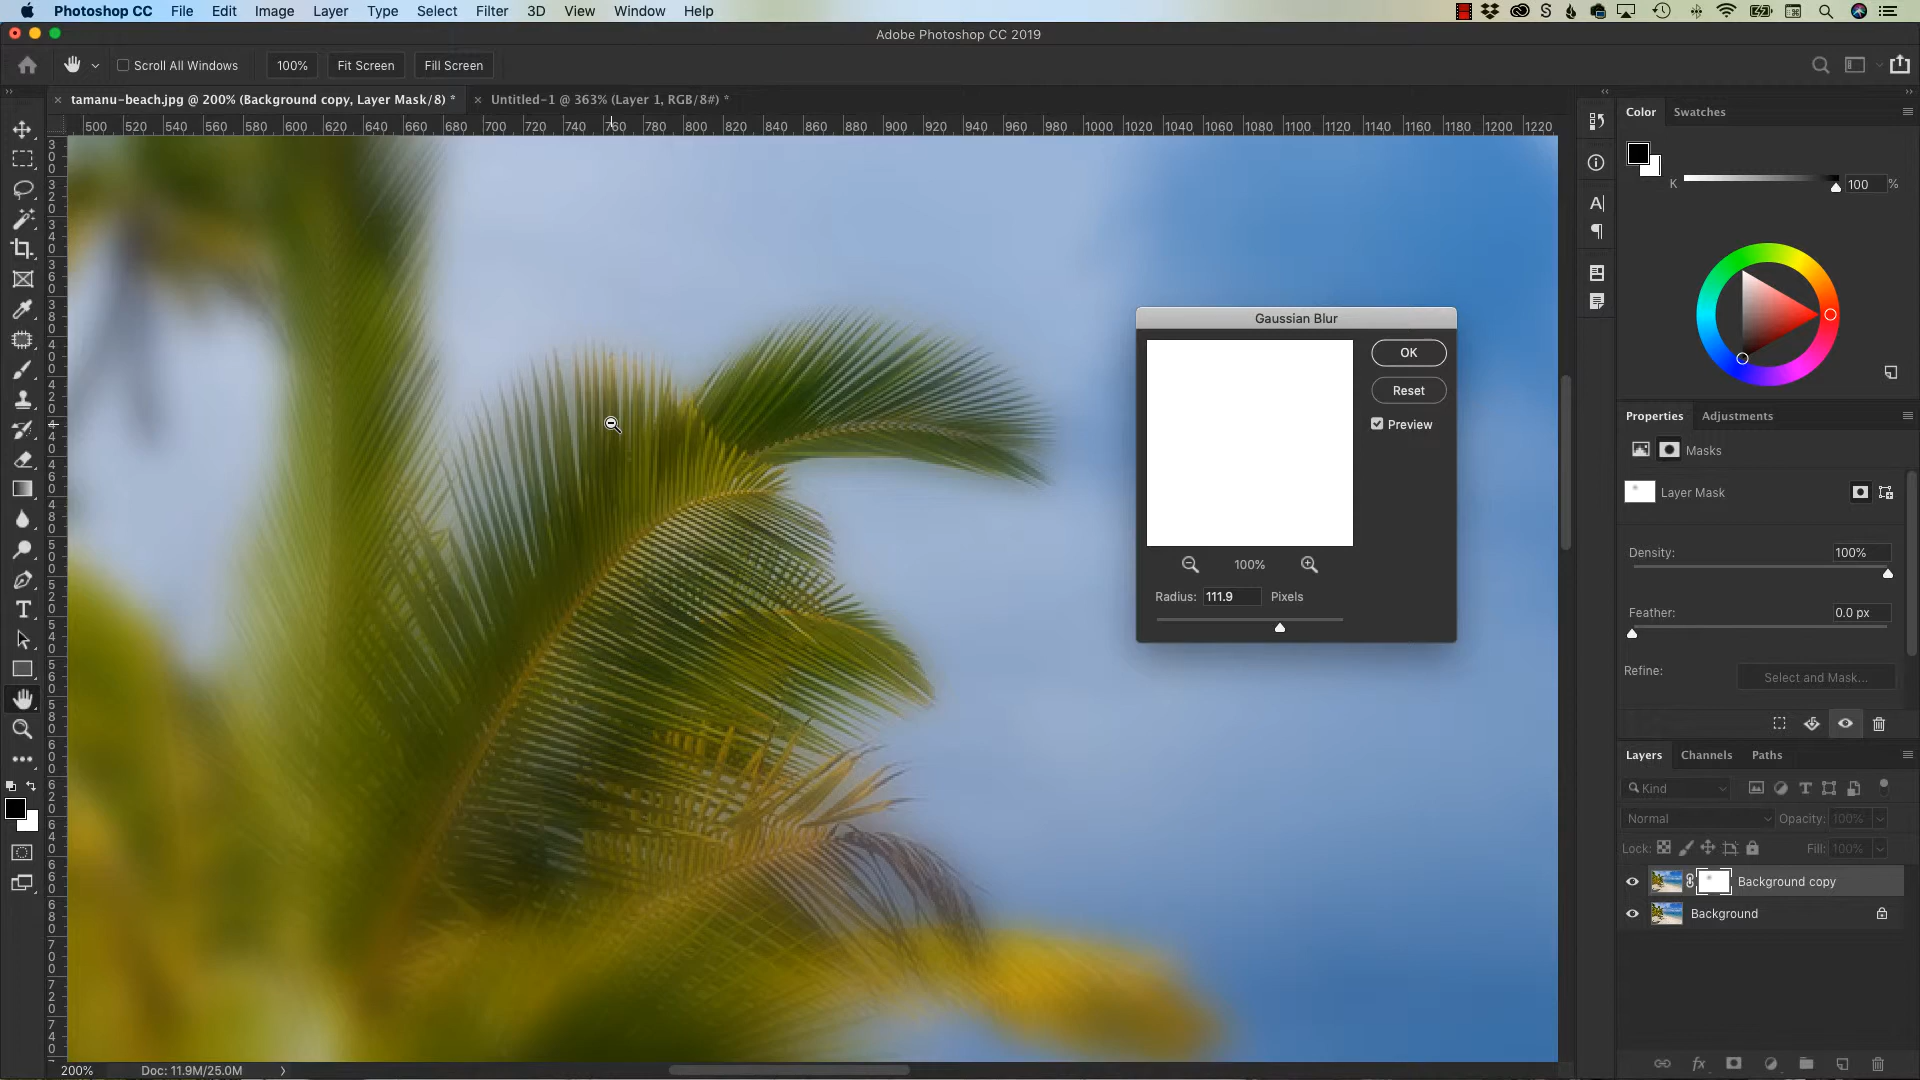 Photoshop CC File Edit Image Layer Type Select Filter 3D View Window Help
Adobe Photoshop CC 2019
Scroll All Windows 100% Fit Screen Fill Screen
tamanu-beach.jpg @ 200% (Background copy, Layer Mask/8) * Untitled-1 @ 363% (Layer 1, RGB/8#) *
500 520 540 560 580 600 620 640 660 680 700 720 740 760 780 800 820 840 860 880 900 920 940 960 980 1000 1020 1040 1060 1080 1100 1120 1140 1160 1180 1200 1220
Color Swatches
K 100 %
Gaussian Blur
OK
Reset
Preview
100%
Radius: 111.9 Pixels
Properties Adjustments
Masks
Layer Mask
Density: 100%
Feather: 0.0 px
Refine: Select and Mask...
Layers Channels Paths
Kind
Normal Opacity: 100%
Lock: Fill: 100%
fx
Background copy
Background
200% Doc: 11.9M/25.0M